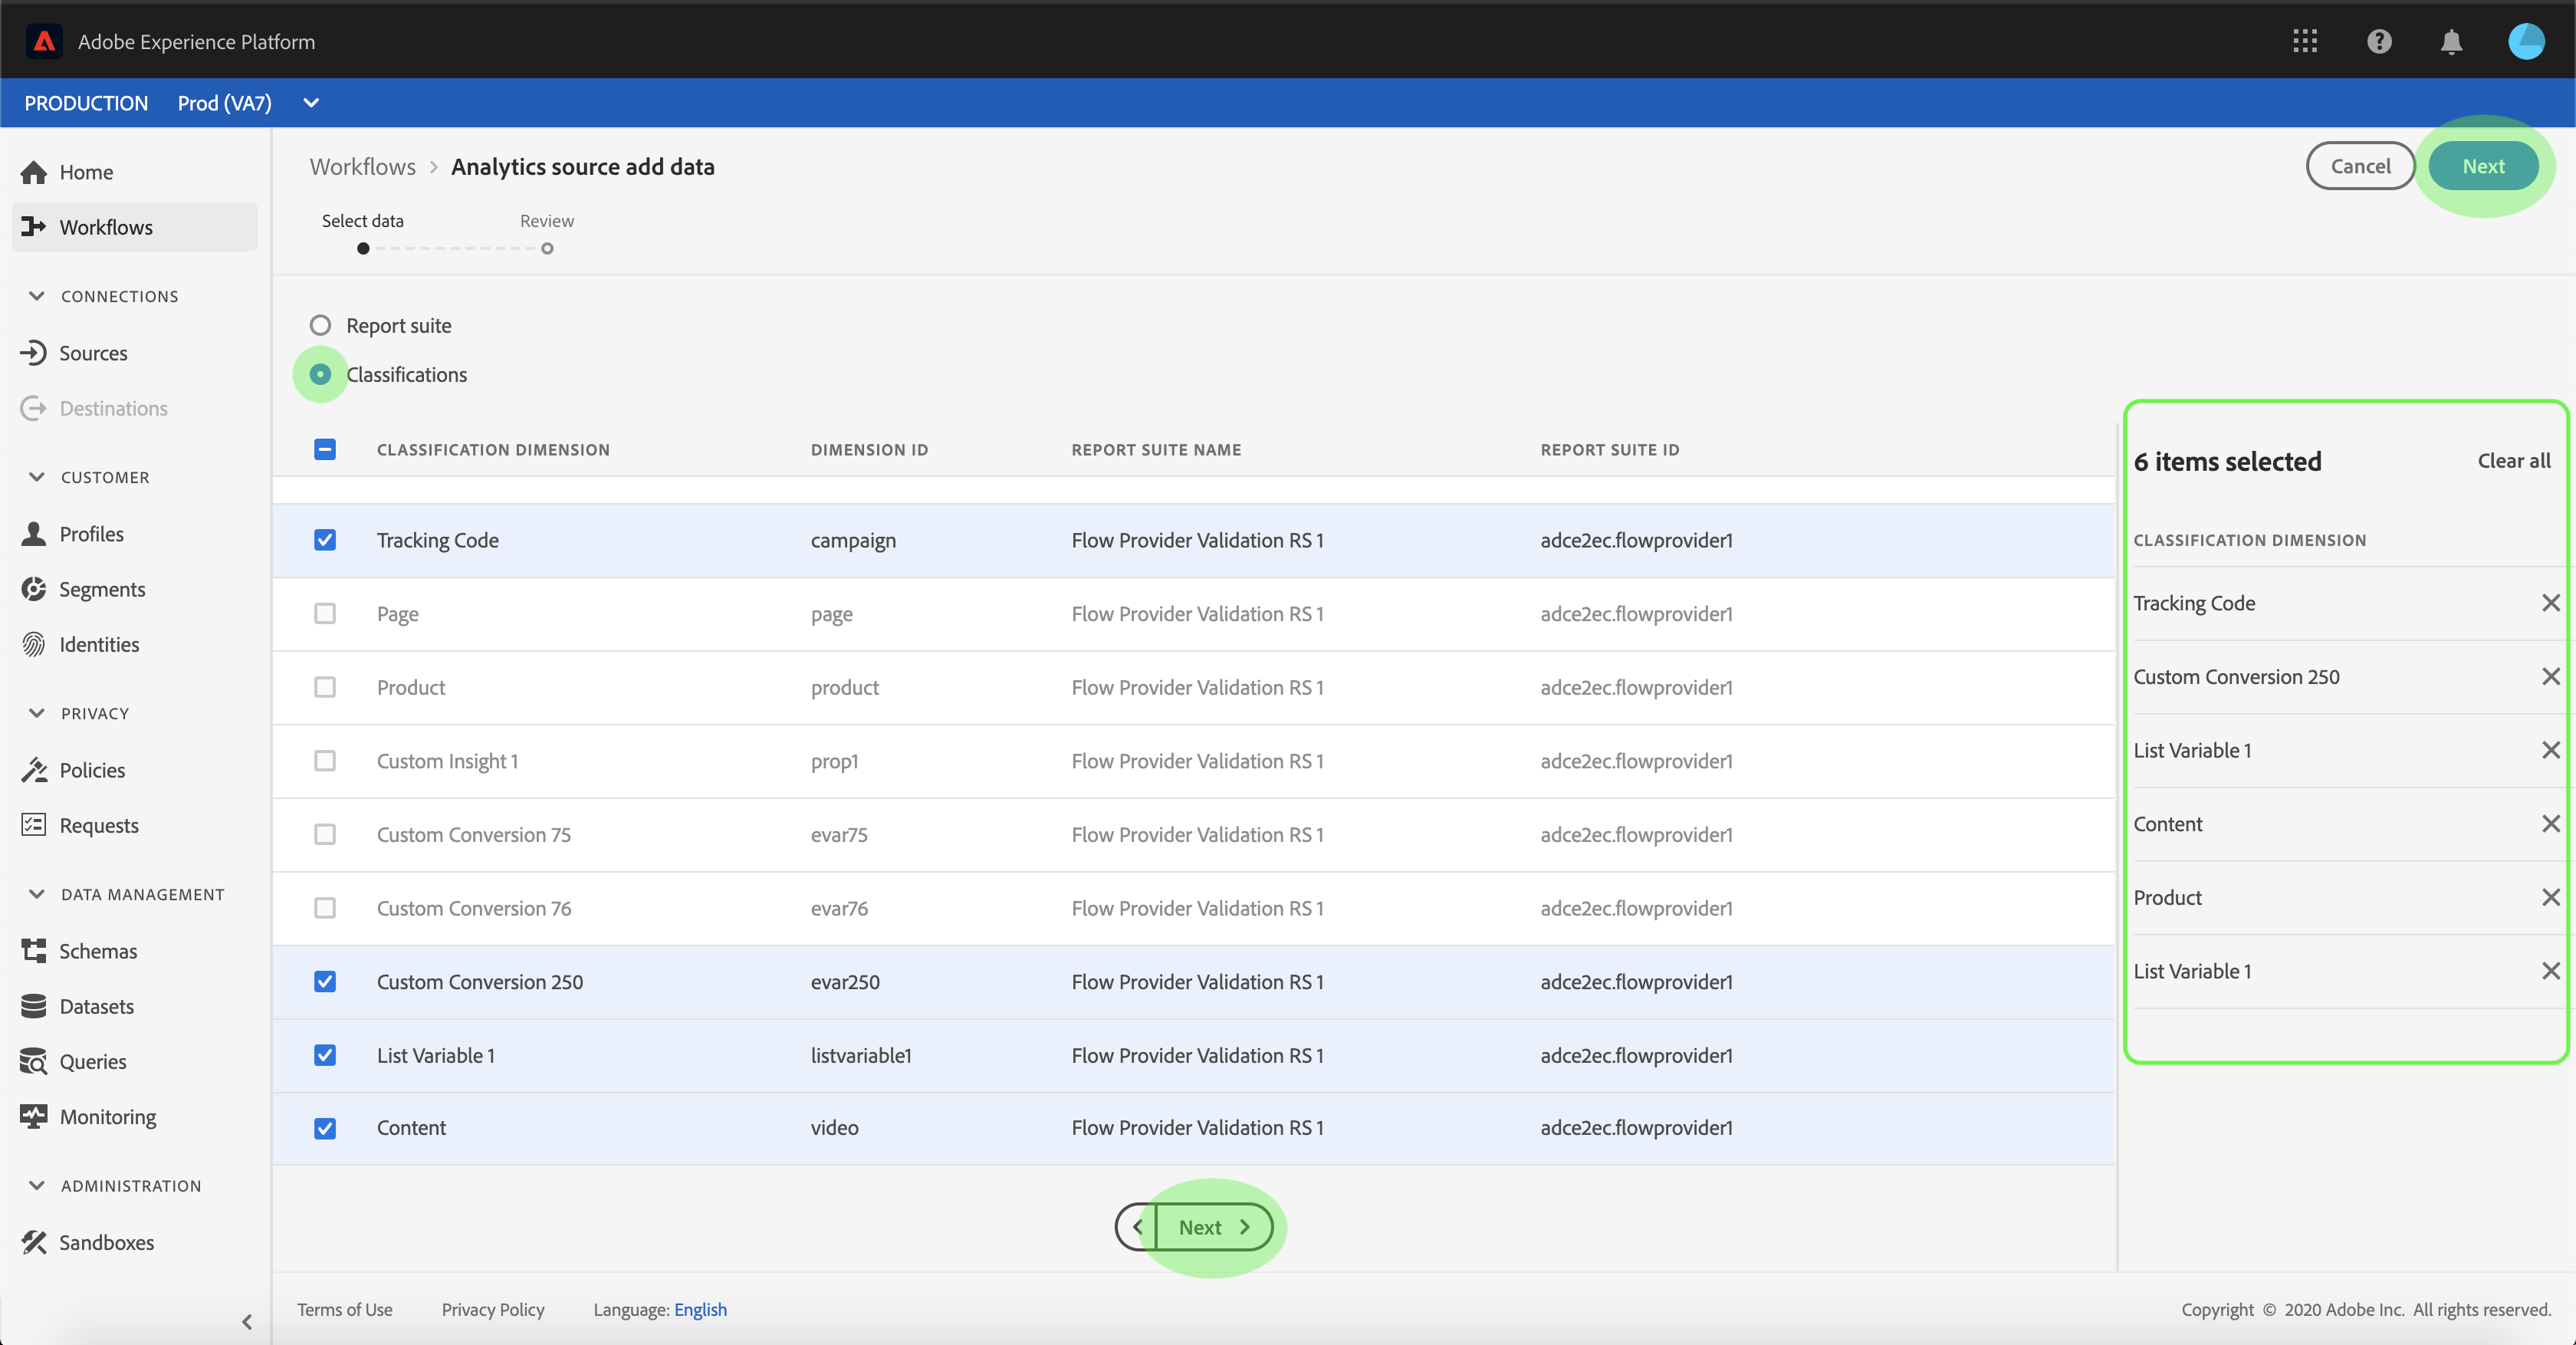 Adobe Experience Platform
PRODUCTION Prod (VA7)
Home
Workflows
CONNECTIONS
Sources
Destinations
CUSTOMER
Profiles
Segments
Identities
PRIVACY
Policies
Requests
DATA MANAGEMENT
Schemas
Datasets
Queries
Monitoring
ADMINISTRATION
Sandboxes
Workflows > Analytics source add data
Cancel Next
Select data Review
Report suite
Classifications
CLASSIFICATION DIMENSION DIMENSION ID REPORT SUITE NAME REPORT SUITE ID
Tracking Code campaign Flow Provider Validation RS 1 adce2ec.flowprovider1
Page page Flow Provider Validation RS 1 adce2ec.flowprovider1
Product product Flow Provider Validation RS 1 adce2ec.flowprovider1
Custom Insight 1 prop1 Flow Provider Validation RS 1 adce2ec.flowprovider1
Custom Conversion 75 evar75 Flow Provider Validation RS 1 adce2ec.flowprovider1
Custom Conversion 76 evar76 Flow Provider Validation RS 1 adce2ec.flowprovider1
Custom Conversion 250 evar250 Flow Provider Validation RS 1 adce2ec.flowprovider1
List Variable 1 listvariable1 Flow Provider Validation RS 1 adce2ec.flowprovider1
Content video Flow Provider Validation RS 1 adce2ec.flowprovider1
Next
6 items selected Clear all
CLASSIFICATION DIMENSION
Tracking Code
Custom Conversion 250
List Variable 1
Content
Product
List Variable 1
Terms of Use Privacy Policy Language: English
Copyright © 2020 Adobe Inc. All rights reserved.